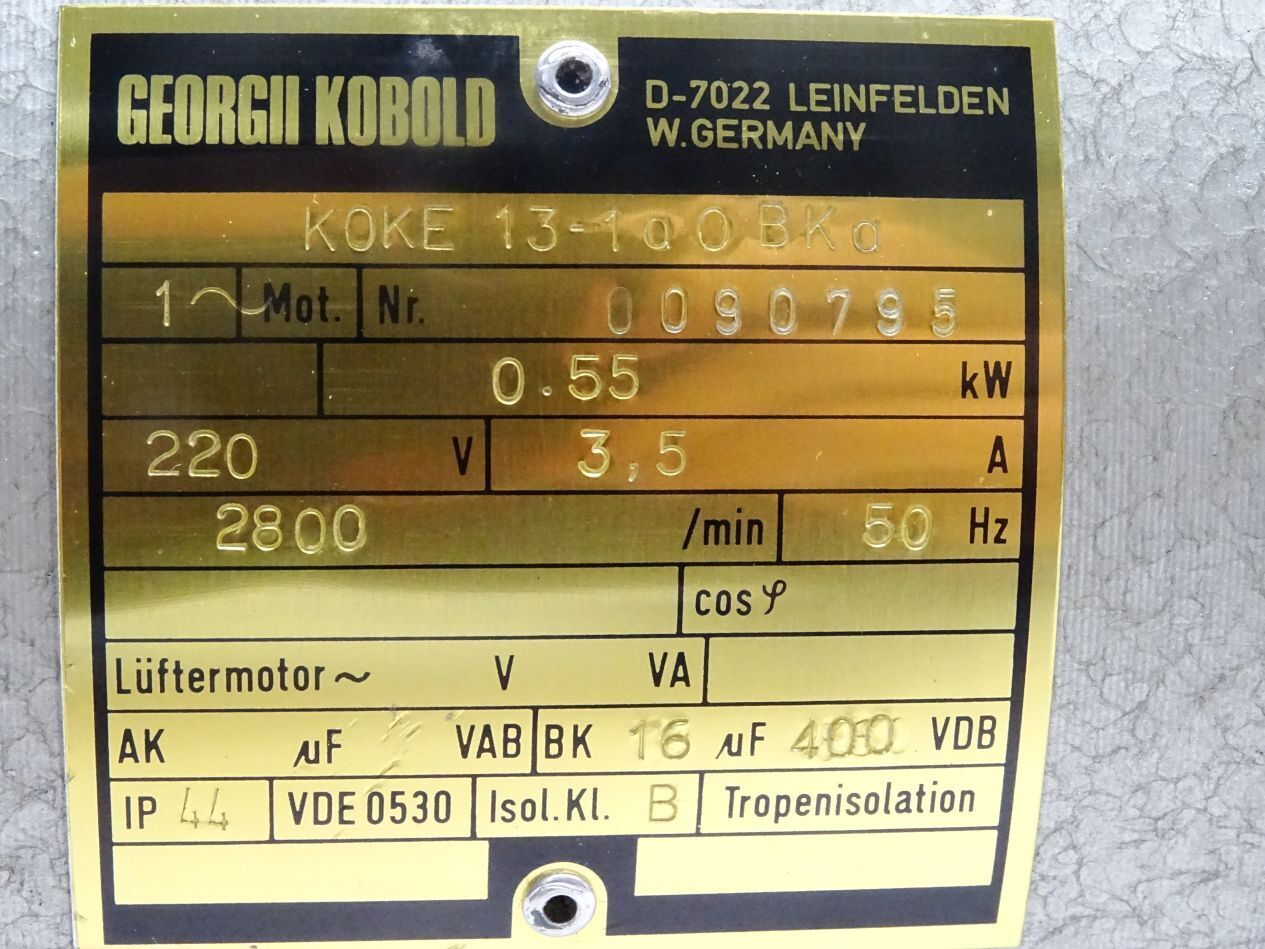 GEORGII KOBOLD
D-7022 LEINFELDEN
W.GERMANY
KOKE 13-1a O BKa
1~ Mot. Nr. 0090795
0.55 kW
220 V 3,5 A
2800 /min 50 Hz
cos φ
Lüftermotor ~ V VA
AK µF VAB BK 16 µF 400 VDB
IP 44 VDE 0530 Isol.Kl. B Tropenisolation